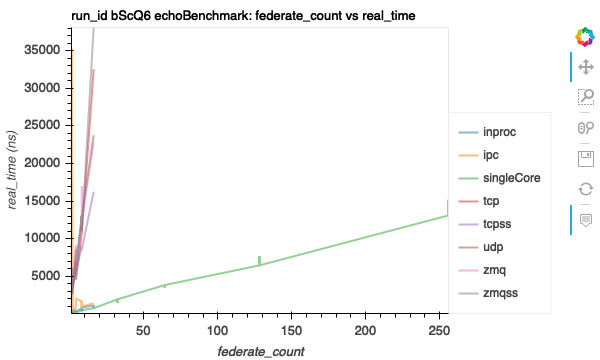 run_id bScQ6 echoBenchmark: federate_count vs real_time
real_time (ns)
35000
30000
25000
20000
15000
10000
5000
50
100
150
200
250
federate_count
inproc
ipc
singleCore
tcp
tcpss
udp
zmq
zmqss